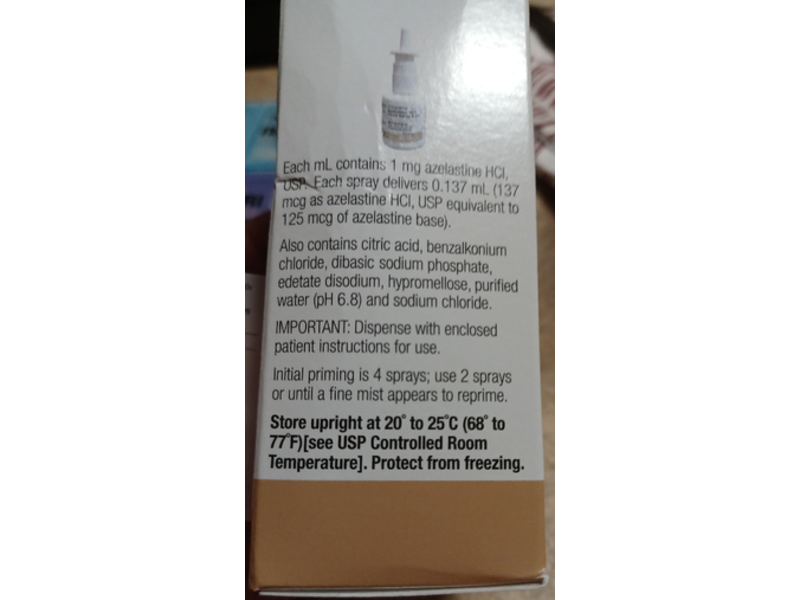 Each mL contains 1 mg azelastine HCl,
USP. Each spray delivers 0.137 mL (137
mcg as azelastine HCl, USP equivalent to
125 mcg of azelastine base).
Also contains citric acid, benzalkonium
chloride, dibasic sodium phosphate,
edetate disodium, hypromellose, purified
water (pH 6.8) and sodium chloride.
IMPORTANT: Dispense with enclosed
patient instructions for use.
Initial priming is 4 sprays; use 2 sprays
or until a fine mist appears to reprime.
Store upright at 20° to 25°C (68° to
77°F)[see USP Controlled Room
Temperature]. Protect from freezing.